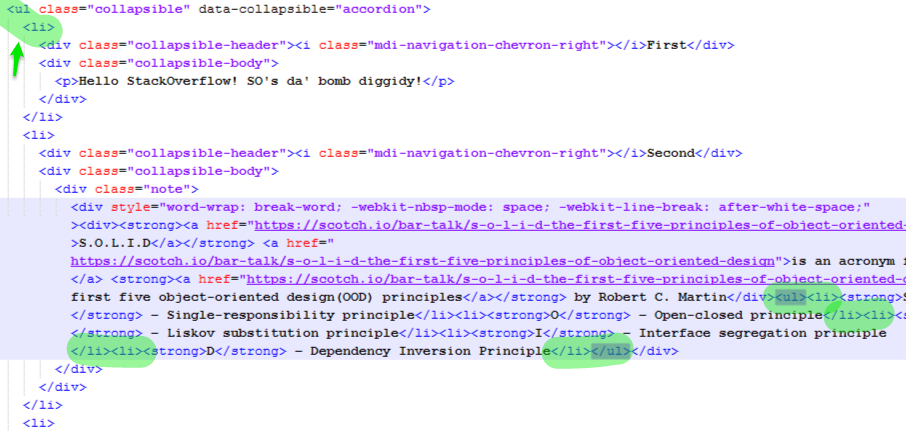 <ul class="collapsible" data-collapsible="accordion">
<li>
<div class="collapsible-header"><i class="mdi-navigation-chevron-right"></i>First</div>
<div class="collapsible-body">
<p>Hello StackOverflow! SO's da' bomb diggidy!</p>
</div>
</li>
<li>
<div class="collapsible-header"><i class="mdi-navigation-chevron-right"></i>Second</div>
<div class="collapsible-body">
<div class="note">
<div style="word-wrap: break-word; -webkit-nbsp-mode: space; -webkit-line-break: after-white-space;"
><div><strong><a href="https://scotch.io/bar-talk/s-o-l-i-d-the-first-five-principles-of-object-oriented-
>S.O.L.I.D</a></strong> <a href="
https://scotch.io/bar-talk/s-o-l-i-d-the-first-five-principles-of-object-oriented-design">is an acronym f
</a> <strong><a href="https://scotch.io/bar-talk/s-o-l-i-d-the-first-five-principles-of-object-oriented-d
first five object-oriented design(OOD) principles</a></strong> by Robert C. Martin</div><ul><li><strong>S
</strong> – Single-responsibility principle</li><li><strong>O</strong> – Open-closed principle</li><li><s
</strong> – Liskov substitution principle</li><li><strong>I</strong> – Interface segregation principle
</li><li><strong>D</strong> – Dependency Inversion Principle</li></ul></div>
</div>
</div>
</li>
<li>